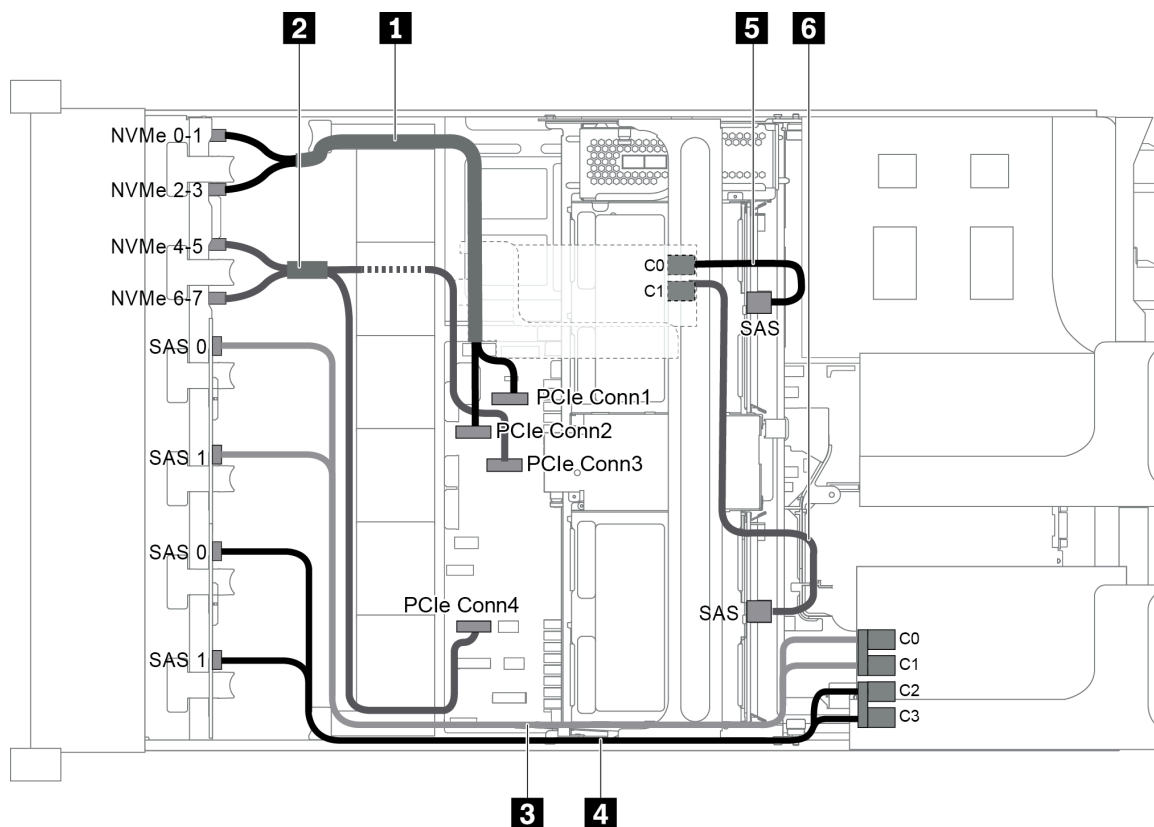 2 1 5 6
NVMe 0-1
NVMe 2-3
NVMe 4-5
C0
C1
NVMe 6-7
SAS
SAS 0
PCIe Conn1
PCIe Conn2
SAS 1
PCIe Conn3
SAS 0
PCIe Conn4
SAS
C0
SAS 1
C1
C2
C3
3 4